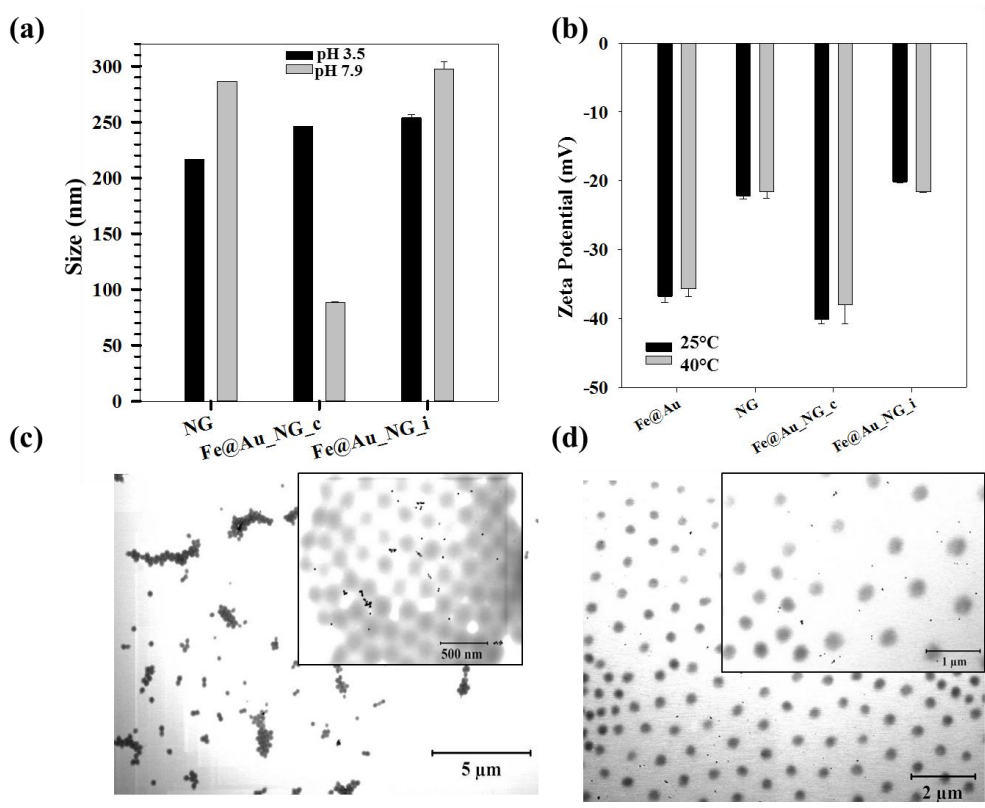 (a)
Size (nm)
300
250
200
150
100
50
0
pH 3.5
pH 7.9
NG
Fe@Au_NG_c
Fe@Au_NG_i
(b)
Zeta Potential (mV)
0
-10
-20
-30
-40
-50
25°C
40°C
Fe@Au
NG
Fe@Au_NG_c
Fe@Au_NG_i
(c)
500 nm
5 µm
(d)
1 µm
2 µm